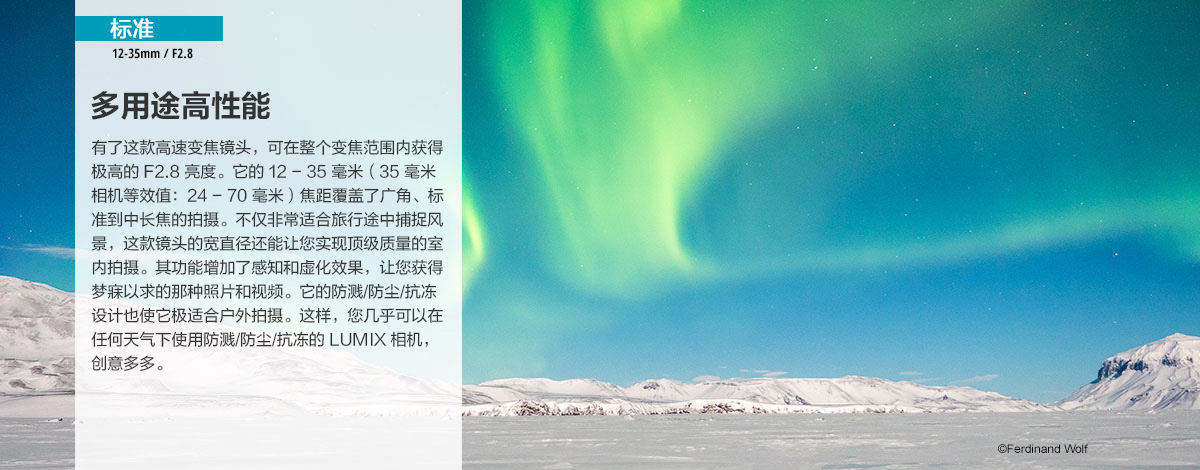 标准
12-35mm / F2.8
多用途高性能
有了这款高速变焦镜头，可在整个变焦范围内获得
极高的 F2.8 亮度。它的 12 – 35 毫米（35 毫米
相机等效值：24 – 70 毫米）焦距覆盖了广角、标
准到中长焦的拍摄。不仅非常适合旅行途中捕捉风
景，这款镜头的宽直径还能让您实现顶级质量的室
内拍摄。其功能增加了感知和虚化效果，让您获得
梦寐以求的那种照片和视频。它的防溅/防尘/抗冻
设计也使它极适合户外拍摄。这样，您几乎可以在
任何天气下使用防溅/防尘/抗冻的 LUMIX 相机，
创意多多。
©Ferdinand Wolf